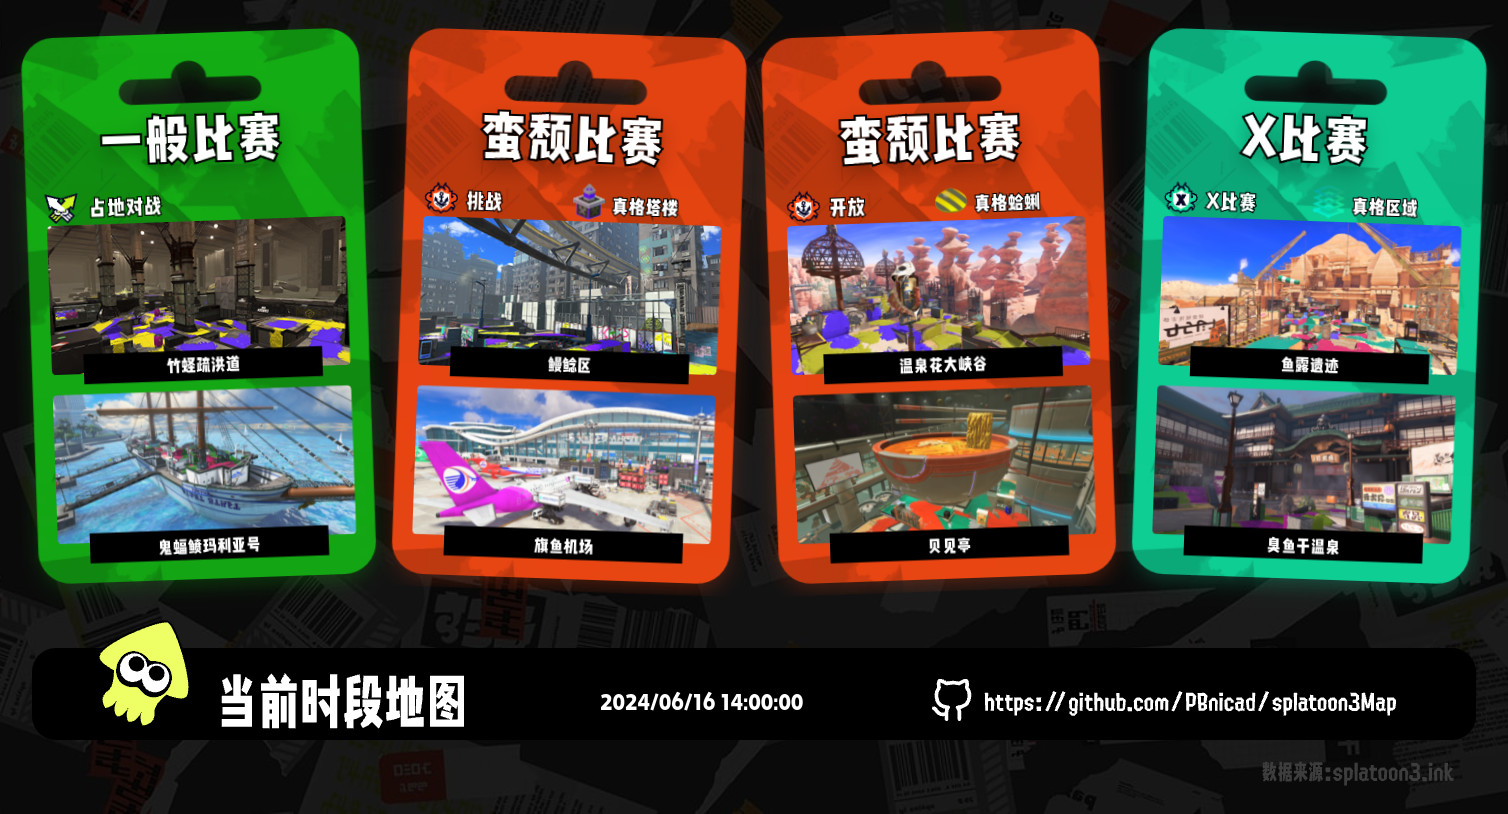 一般比赛
占地对战
竹蛏疏洪道
鬼蝠鲼玛利亚号
蛮颓比赛
挑战
真格塔楼
鳗鲶区
旗鱼机场
蛮颓比赛
开放
真格蛤蜊
温泉花大峡谷
贝贝亭
X比赛
X比赛
真格区域
鱼露遗迹
臭鱼干温泉
当前时段地图
2024/06/16 14:00:00
https://github.com/PBnicad/splatoon3Map
数据来源:splatoon3.ink